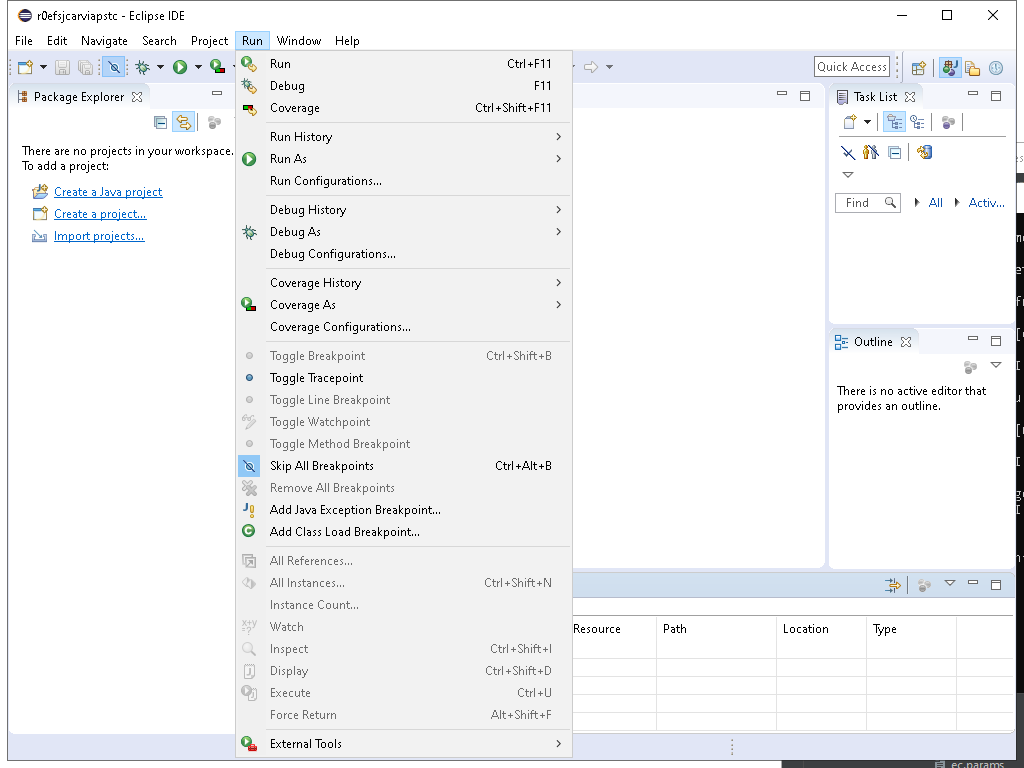 r0efsjcarviapstc - Eclipse IDE
File Edit Navigate Search Project Run Window Help
Quick Access
Package Explorer
There are no projects in your workspace.
To add a project:
Create a Java project
Create a project...
Import projects...
Run Ctrl+F11
Debug F11
Coverage Ctrl+Shift+F11
Run History
Run As
Run Configurations...
Debug History
Debug As
Debug Configurations...
Coverage History
Coverage As
Coverage Configurations...
Toggle Breakpoint Ctrl+Shift+B
Toggle Tracepoint
Toggle Line Breakpoint
Toggle Watchpoint
Toggle Method Breakpoint
Skip All Breakpoints Ctrl+Alt+B
Remove All Breakpoints
Add Java Exception Breakpoint...
Add Class Load Breakpoint...
All References...
All Instances... Ctrl+Shift+N
Instance Count...
Watch
Inspect Ctrl+Shift+I
Display Ctrl+Shift+D
Execute Ctrl+U
Force Return Alt+Shift+F
External Tools
Task List
Find All Activ...
Outline
There is no active editor that
provides an outline.
Resource Path Location Type
ec.params